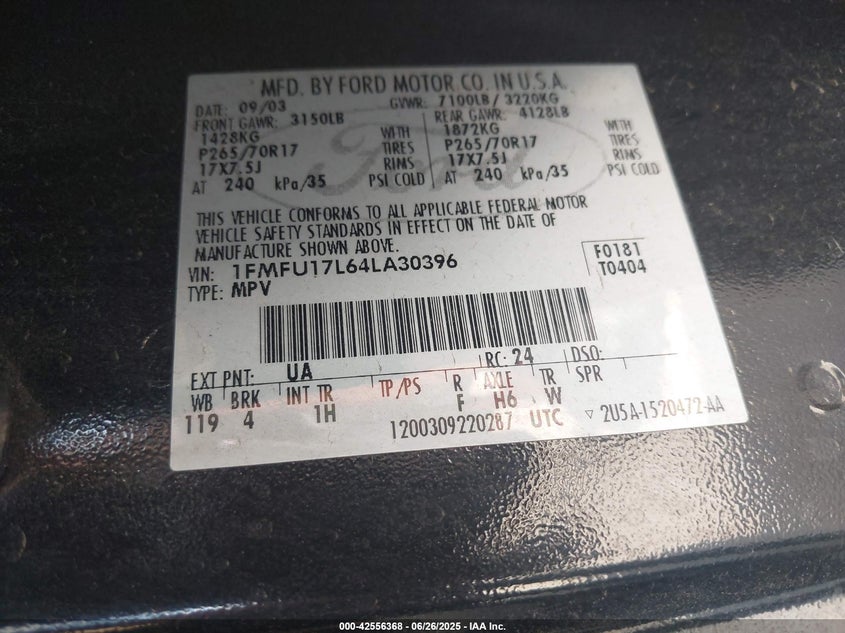 MFD. BY FORD MOTOR CO. IN U.S.A.
DATE: 09/03 GVWR: 7100LB / 3220KG
FRONT GAWR: 3150LB REAR GAWR: 4128LB
1428KG WITH 1872KG WITH
P265/70R17 TIRES P265/70R17 TIRES
17X7.5J RIMS 17X7.5J RIMS
AT 240 kPa/35 PSI COLD AT 240 kPa/35 PSI COLD
Ford
THIS VEHICLE CONFORMS TO ALL APPLICABLE FEDERAL MOTOR
VEHICLE SAFETY STANDARDS IN EFFECT ON THE DATE OF
MANUFACTURE SHOWN ABOVE.
VIN: 1FMFU17L64LA30396 F0181
TYPE: MPV T0404
EXT PNT: UA RC: 24 DSO:
WB BRK INT TR TP/PS R AXLE TR SPR
119 4 1H F H6 W
1200309220287 UTC ▽ 2U5A-1520472-AA
000-42556368 | 06/26/2025 - IAA Inc.